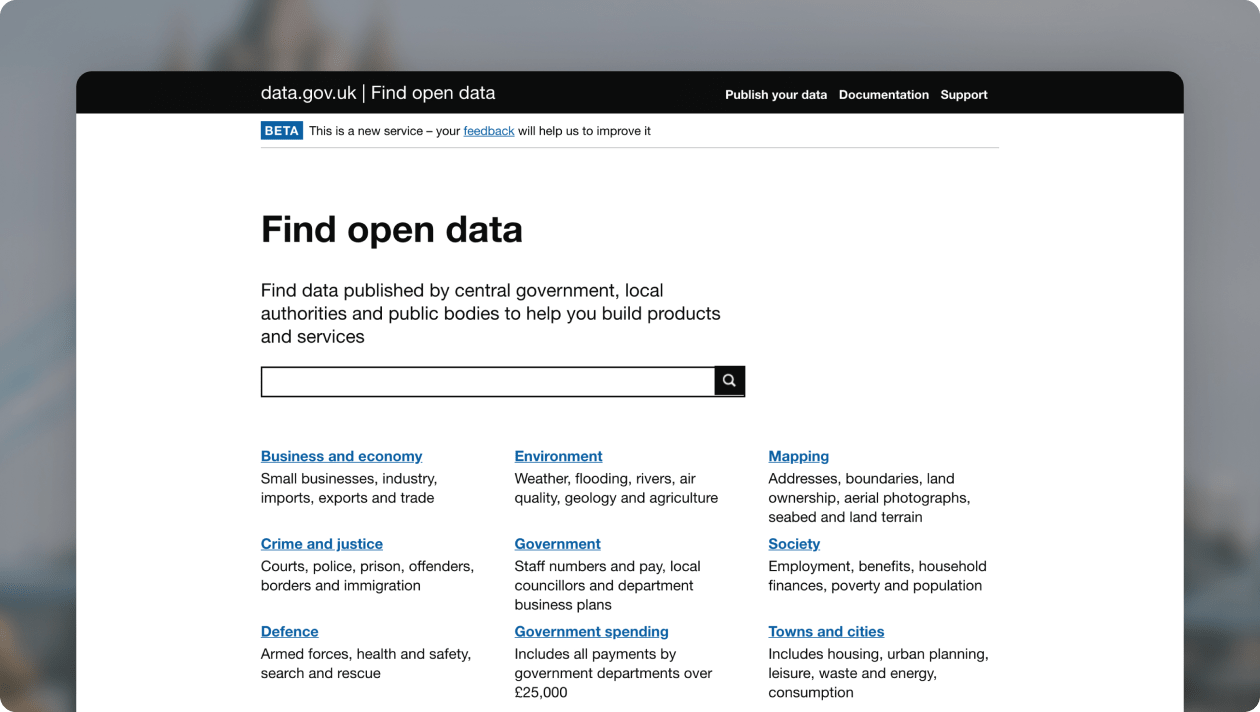 data.gov.uk | Find open data
Publish your data Documentation Support
BETA This is a new service – your feedback will help us to improve it
Find open data
Find data published by central government, local
authorities and public bodies to help you build products
and services
Business and economy
Small businesses, industry,
imports, exports and trade
Environment
Weather, flooding, rivers, air
quality, geology and agriculture
Mapping
Addresses, boundaries, land
ownership, aerial photographs,
seabed and land terrain
Crime and justice
Courts, police, prison, offenders,
borders and immigration
Government
Staff numbers and pay, local
councillors and department
business plans
Society
Employment, benefits, household
finances, poverty and population
Defence
Armed forces, health and safety,
search and rescue
Government spending
Includes all payments by
government departments over
£25,000
Towns and cities
Includes housing, urban planning,
leisure, waste and energy,
consumption